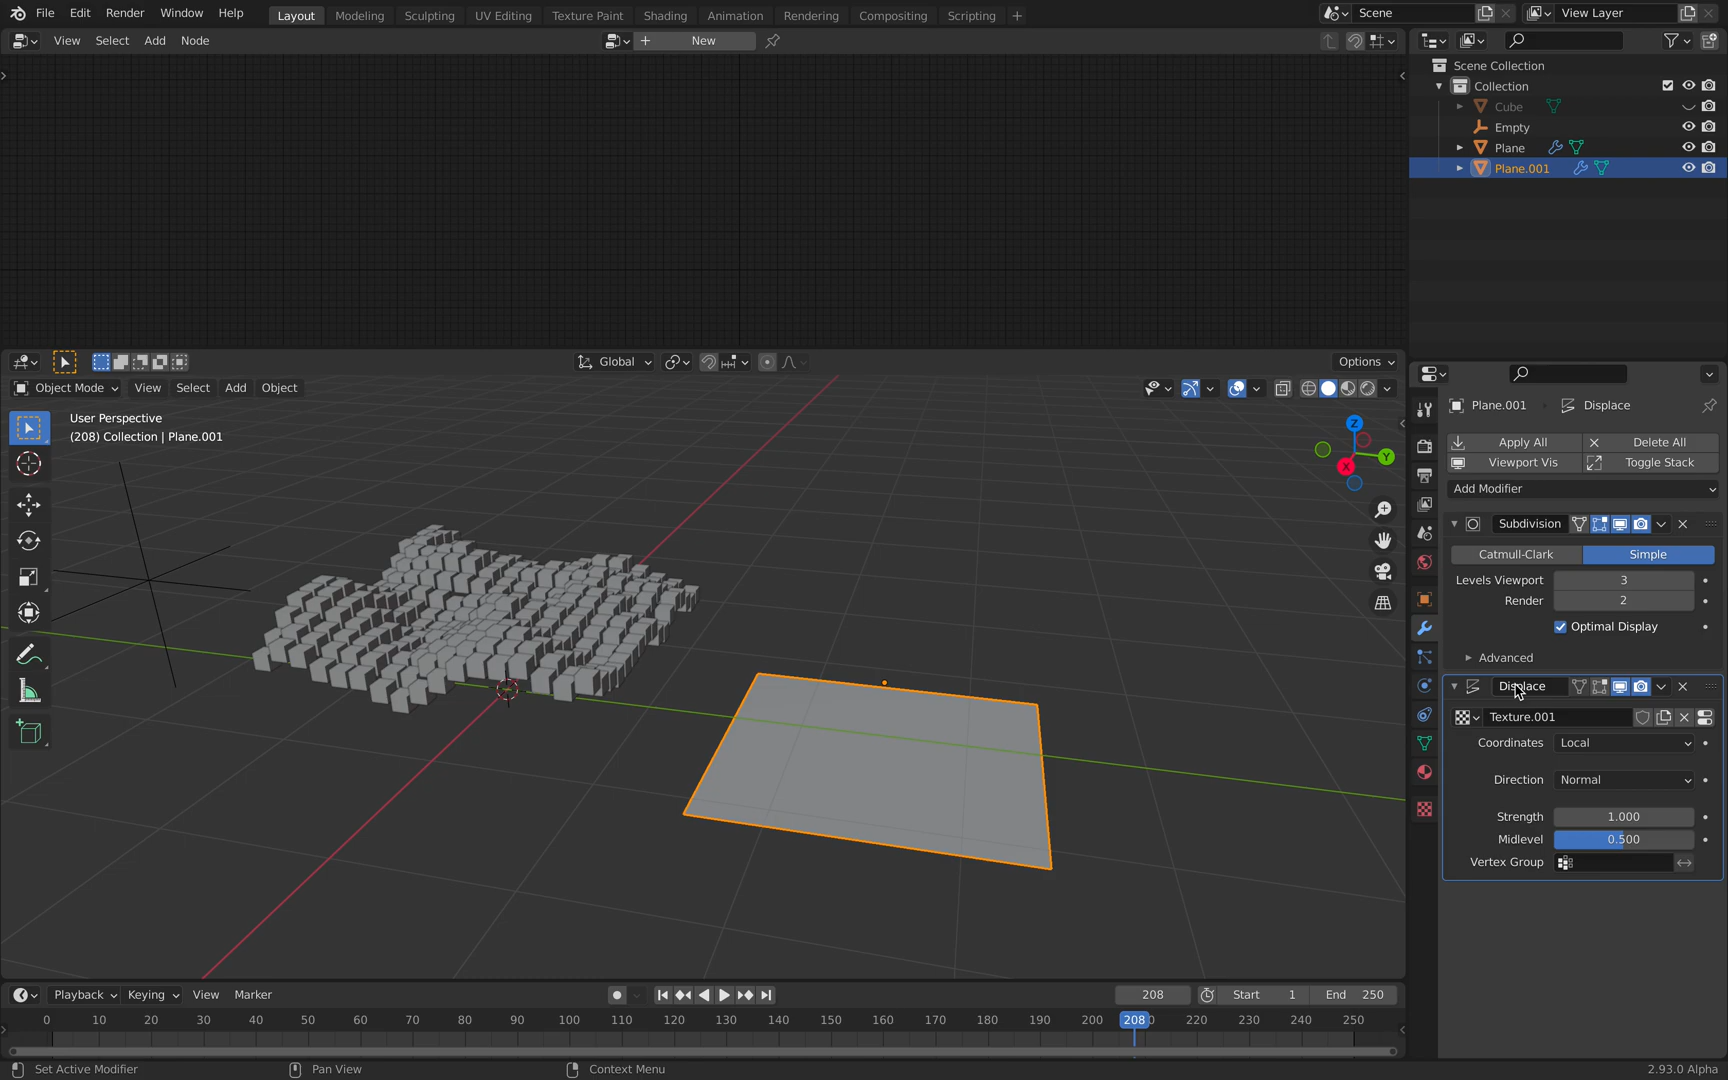 File Edit Render Window Help
Layout Modeling Sculpting UV Editing Texture Paint Shading Animation Rendering Compositing Scripting +
Scene
View Layer
View Select Add Node
+ New
Scene Collection
Collection
Cube
Empty
Plane
Plane.001
Global
Options
Object Mode View Select Add Object
User Perspective
(208) Collection | Plane.001
Z
Y
X
Plane.001 Displace
Apply All Delete All
Viewport Vis Toggle Stack
Add Modifier
Subdivision
Catmull-Clark Simple
Levels Viewport 3
Render 2
Optimal Display
Advanced
Displace
Texture.001
Coordinates Local
Direction Normal
Strength 1.000
Midlevel 0.500
Vertex Group
Playback Keying View Marker
208
Start 1
End 250
0 10 20 30 40 50 60 70 80 90 100 110 120 130 140 150 160 170 180 190 200 208 220 230 240 250
Set Active Modifier Pan View Context Menu
2.93.0 Alpha